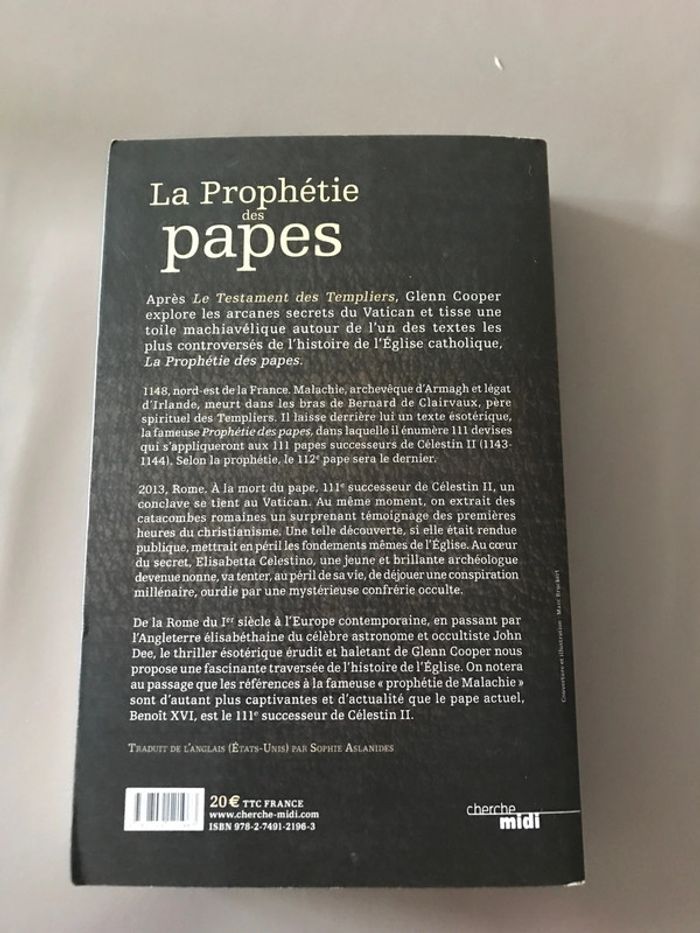 La Prophétie
des
papes
Après Le Testament des Templiers, Glenn Cooper
explore les arcanes secrets du Vatican et tisse une
toile machiavélique autour de l'un des textes les
plus controversés de l'histoire de l'Église catholique,
La Prophétie des papes.
1148, nord-est de la France. Malachie, archevêque d'Armagh et légat
d'Irlande, meurt dans les bras de Bernard de Clairvaux, père
spirituel des Templiers. Il laisse derrière lui un texte ésotérique,
la fameuse Prophétie des papes, dans laquelle il énumère 111 devises
qui s'appliqueront aux 111 papes successeurs de Célestin II (1143-
1144). Selon la prophétie, le 112e pape sera le dernier.
2013, Rome. À la mort du pape, 111e successeur de Célestin II, un
conclave se tient au Vatican. Au même moment, on extrait des
catacombes romaines un surprenant témoignage des premières
heures du christianisme. Une telle découverte, si elle était rendue
publique, mettrait en péril les fondements mêmes de l'Église. Au cœur
du secret, Elisabetta Celestino, une jeune et brillante archéologue
devenue nonne, va tenter, au péril de sa vie, de déjouer une conspiration
millénaire, ourdie par une mystérieuse confrérie occulte.
De la Rome du Ier siècle à l'Europe contemporaine, en passant par
l'Angleterre élisabéthaine du célèbre astronome et occultiste John
Dee, le thriller ésotérique érudit et haletant de Glenn Cooper nous
propose une fascinante traversée de l'histoire de l'Église. On notera
au passage que les références à la fameuse « prophétie de Malachie »
sont d'autant plus captivantes et d'actualité que le pape actuel,
Benoît XVI, est le 111e successeur de Célestin II.
Traduit de l'anglais (États-Unis) par Sophie Aslanides
20 € TTC FRANCE
www.cherche-midi.com
ISBN 978-2-7491-2196-3
cherche
midi
Couverture et illustration : Marc Bruckert